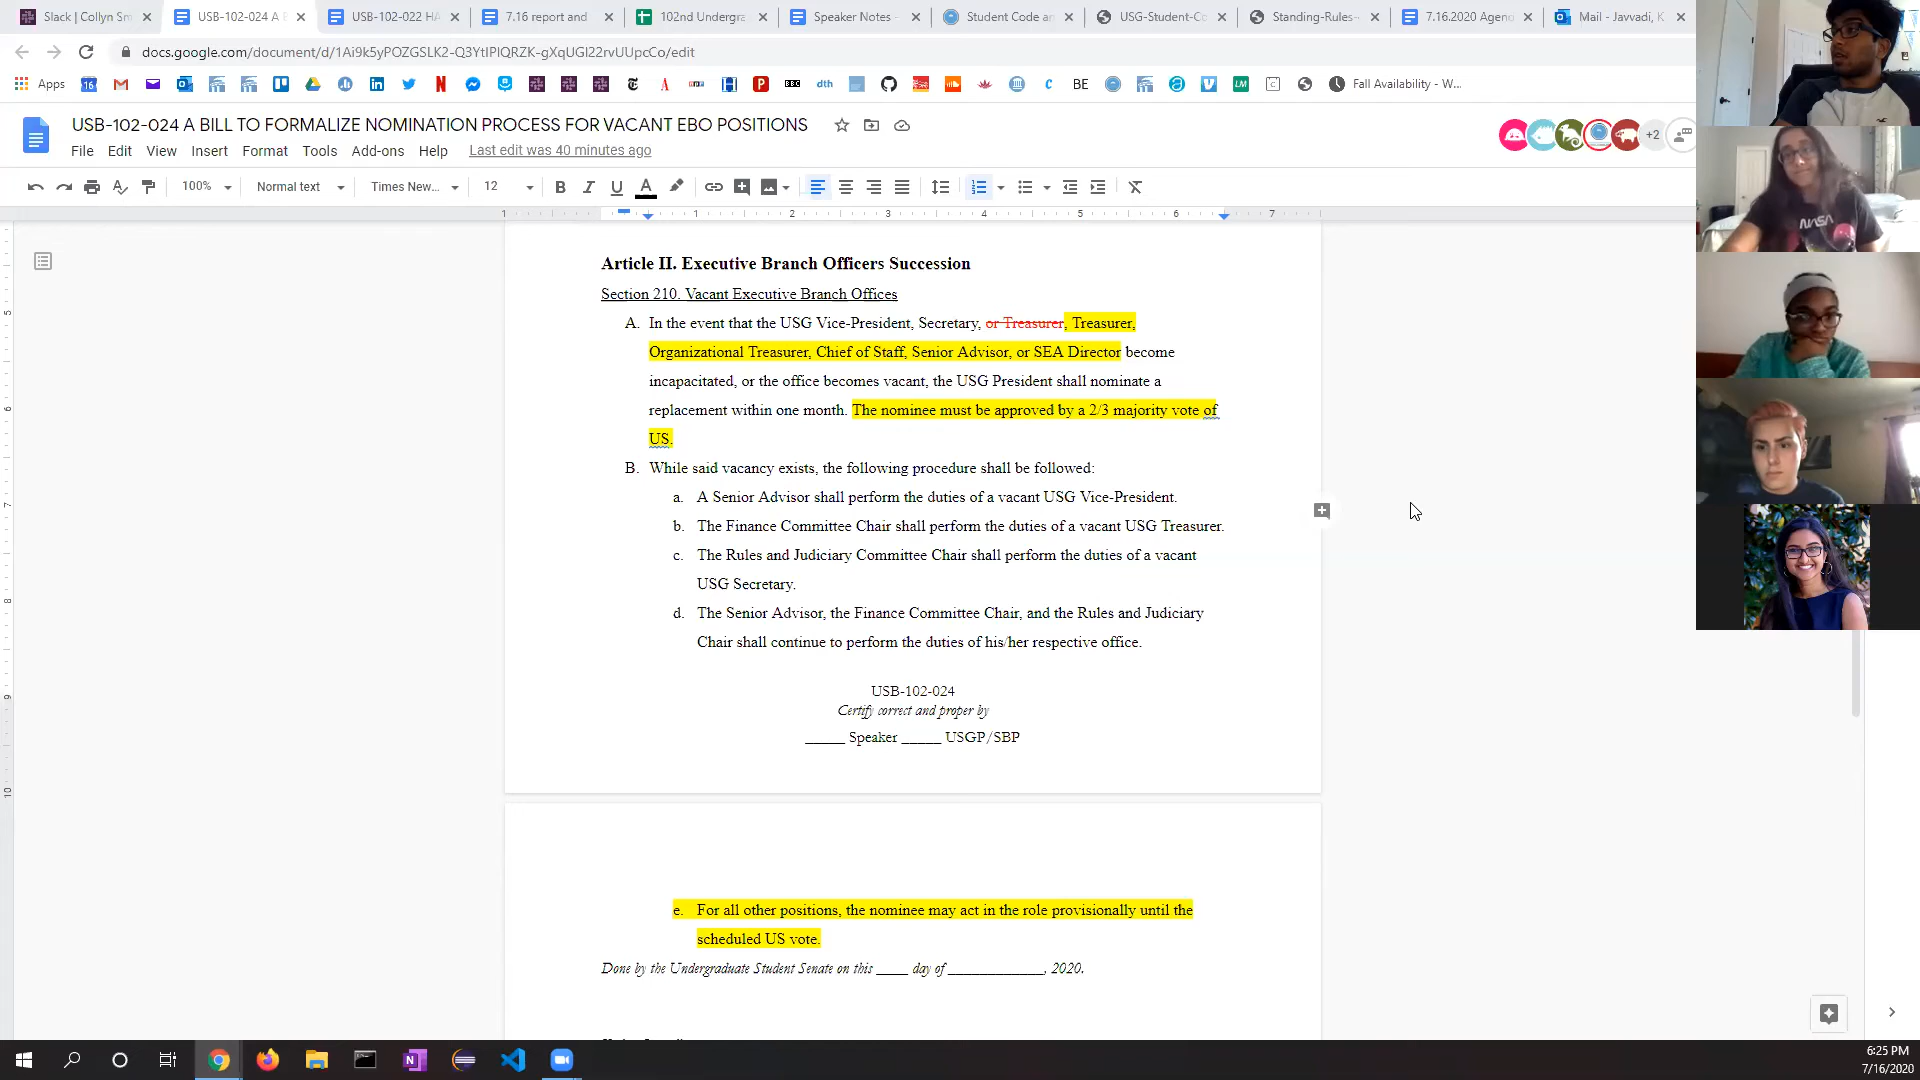 Slack | Collyn Sm
USB-102-024 A B
USB-102-022 HA
7.16 report and
102nd Undergra
Speaker Notes -
Student Code an
USG-Student-Co
Standing-Rules-
7.16.2020 Agend
Mail - Javvadi, K
docs.google.com/document/d/1Ai9k5yPOZGSLK2-Q3YtIPIQRZK-gXqUGI22rvUUpcCo/edit
Apps
dth
BE
Fall Availability - W...
USB-102-024 A BILL TO FORMALIZE NOMINATION PROCESS FOR VACANT EBO POSITIONS
+2
File Edit View Insert Format Tools Add-ons Help Last edit was 40 minutes ago
100% Normal text Times New... 12 B I U A
1 1 2 3 4 5 6 7
Article II. Executive Branch Officers Succession
Section 210. Vacant Executive Branch Offices
A. In the event that the USG Vice-President, Secretary, or Treasurer, Treasurer,
Organizational Treasurer, Chief of Staff, Senior Advisor, or SEA Director become
incapacitated, or the office becomes vacant, the USG President shall nominate a
replacement within one month. The nominee must be approved by a 2/3 majority vote of
US.
B. While said vacancy exists, the following procedure shall be followed:
a. A Senior Advisor shall perform the duties of a vacant USG Vice-President.
b. The Finance Committee Chair shall perform the duties of a vacant USG Treasurer.
c. The Rules and Judiciary Committee Chair shall perform the duties of a vacant
USG Secretary.
d. The Senior Advisor, the Finance Committee Chair, and the Rules and Judiciary
Chair shall continue to perform the duties of his/her respective office.
USB-102-024
Certify correct and proper by
_____ Speaker _____ USGP/SBP
e. For all other positions, the nominee may act in the role provisionally until the
scheduled US vote.
Done by the Undergraduate Student Senate on this ____ day of ____________, 2020.
NASA
6:25 PM
7/16/2020